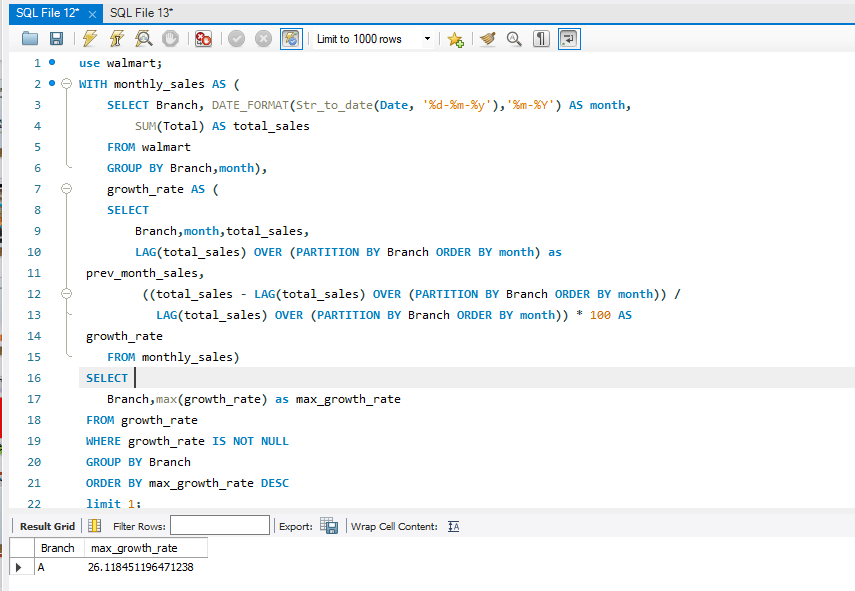 SQL File 12* × SQL File 13*
Limit to 1000 rows
1 use walmart;
2 WITH monthly_sales AS (
3 SELECT Branch, DATE_FORMAT(Str_to_date(Date, '%d-%m-%y'),'%m-%Y') AS month,
4 SUM(Total) AS total_sales
5 FROM walmart
6 GROUP BY Branch,month),
7 growth_rate AS (
8 SELECT
9 Branch,month,total_sales,
10 LAG(total_sales) OVER (PARTITION BY Branch ORDER BY month) as
11 prev_month_sales,
12 ((total_sales - LAG(total_sales) OVER (PARTITION BY Branch ORDER BY month)) /
13 LAG(total_sales) OVER (PARTITION BY Branch ORDER BY month)) * 100 AS
14 growth_rate
15 FROM monthly_sales)
16 SELECT
17 Branch,max(growth_rate) as max_growth_rate
18 FROM growth_rate
19 WHERE growth_rate IS NOT NULL
20 GROUP BY Branch
21 ORDER BY max_growth_rate DESC
22 limit 1;
Result Grid Filter Rows: Export: Wrap Cell Content:
Branch max_growth_rate
A 26.118451196471238